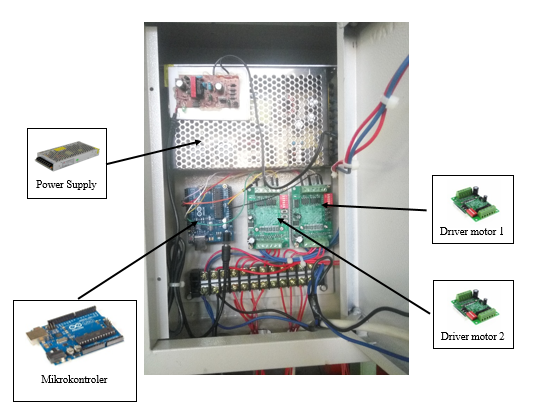 Power Supply
Driver motor 1
Driver motor 2
Mikrokontroler